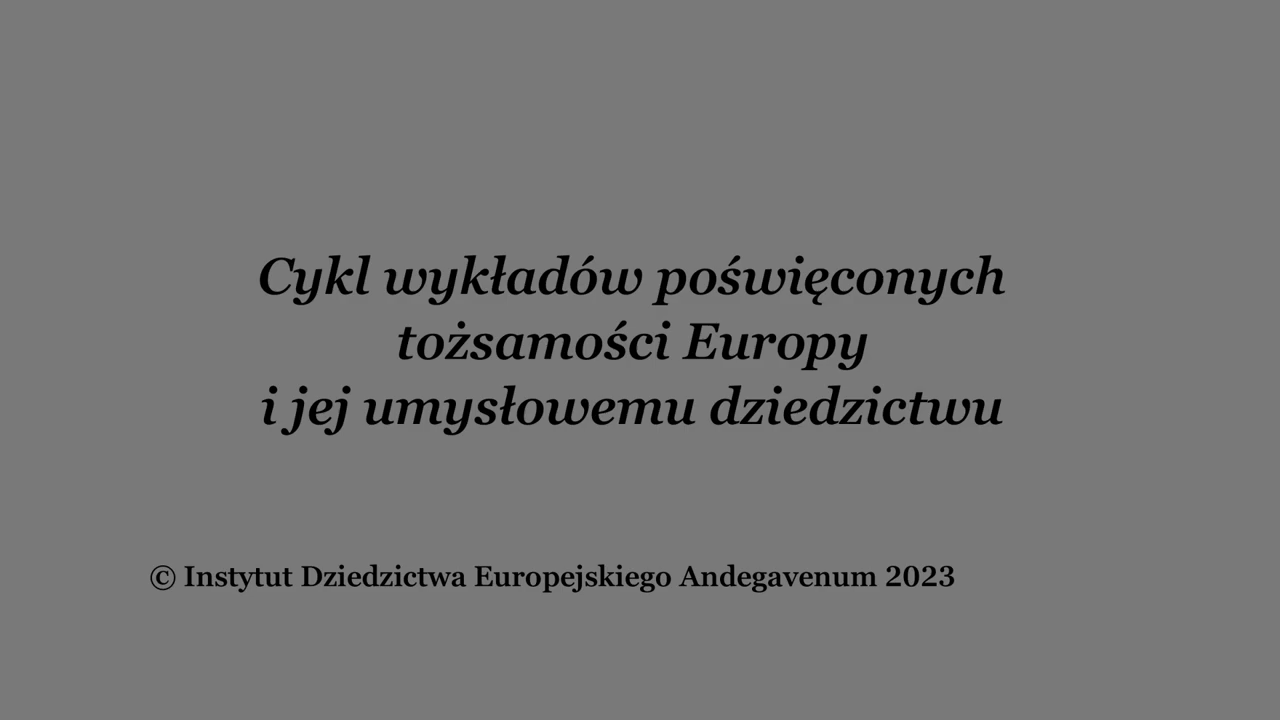 Cykl wykładów poświęconych
tożsamości Europy
i jej umysłowemu dziedzictwu
© Instytut Dziedzictwa Europejskiego Andegavenum 2023